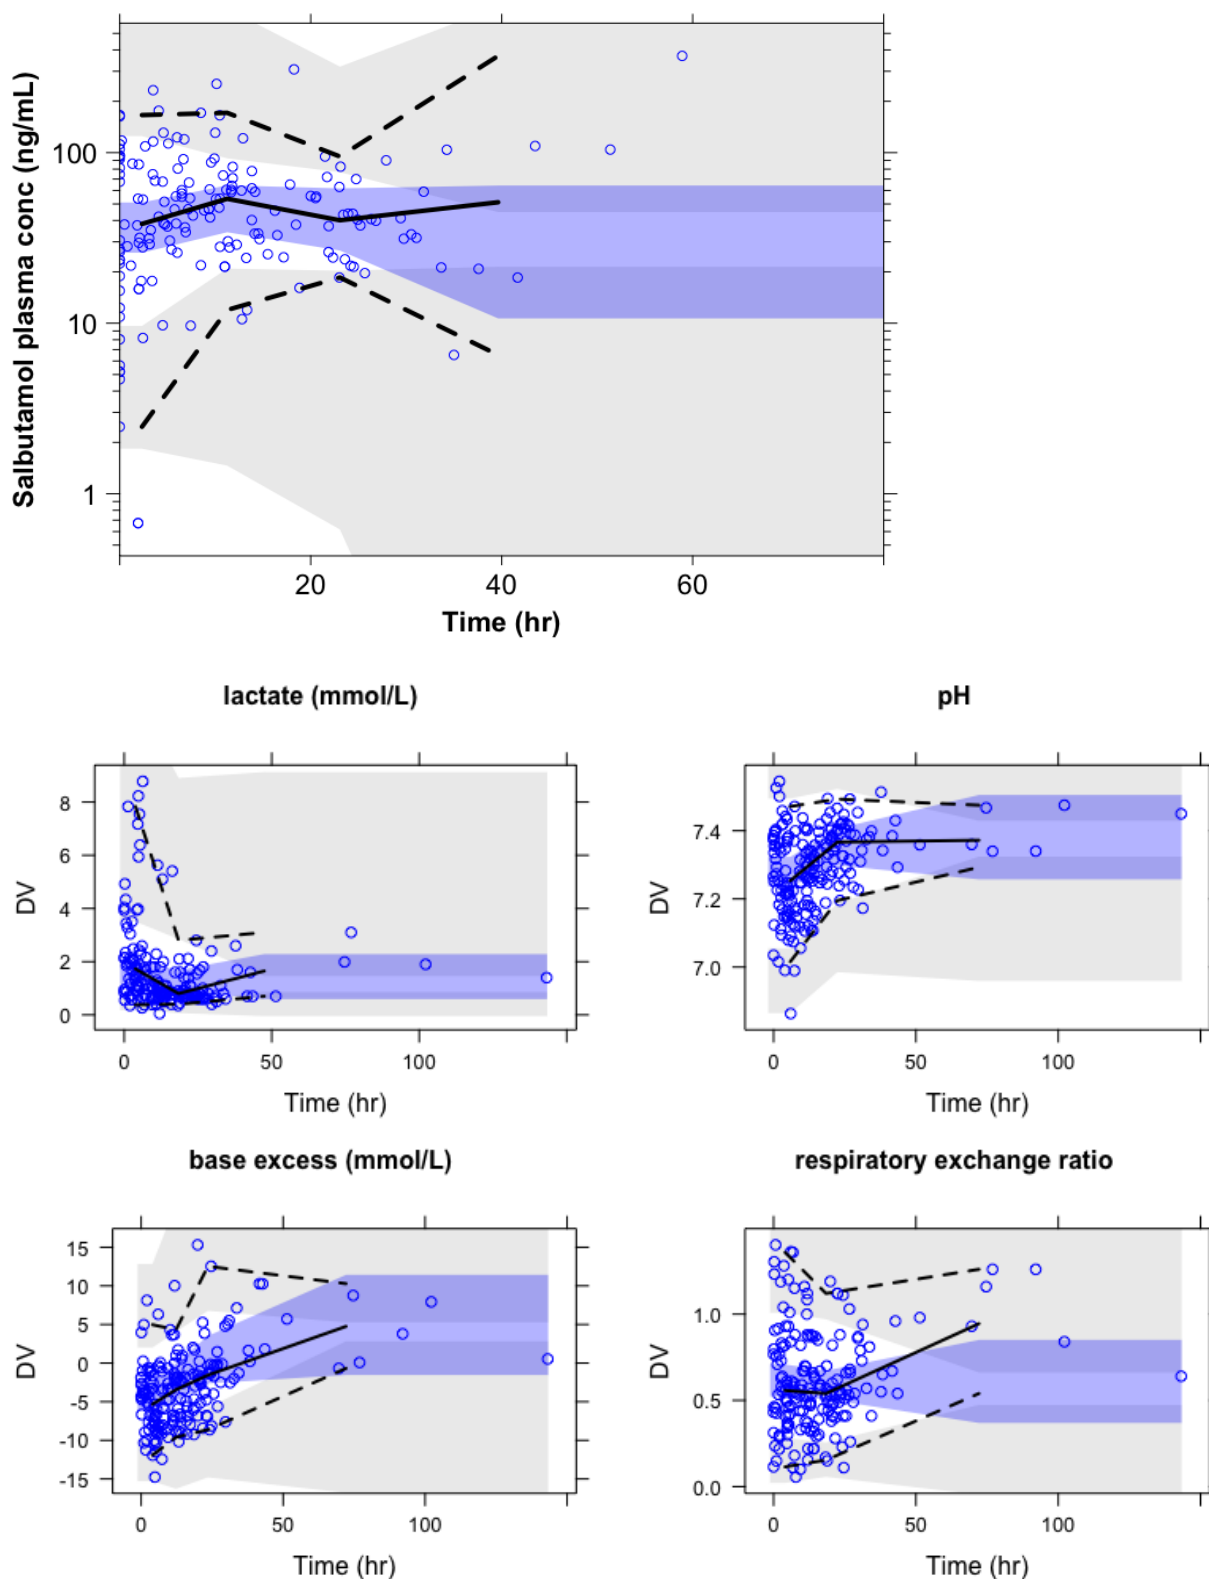 Salbutamol plasma conc (ng/mL)
100
10
1
20 40 60
Time (hr)
lactate (mmol/L) pH
DV
8
6
4
2
0
0 50 100
Time (hr)
DV
7.4
7.2
7.0
0 50 100
Time (hr)
base excess (mmol/L) respiratory exchange ratio
DV
15
10
5
0
-5
-10
-15
0 50 100
Time (hr)
DV
1.0
0.5
0.0
0 50 100
Time (hr)